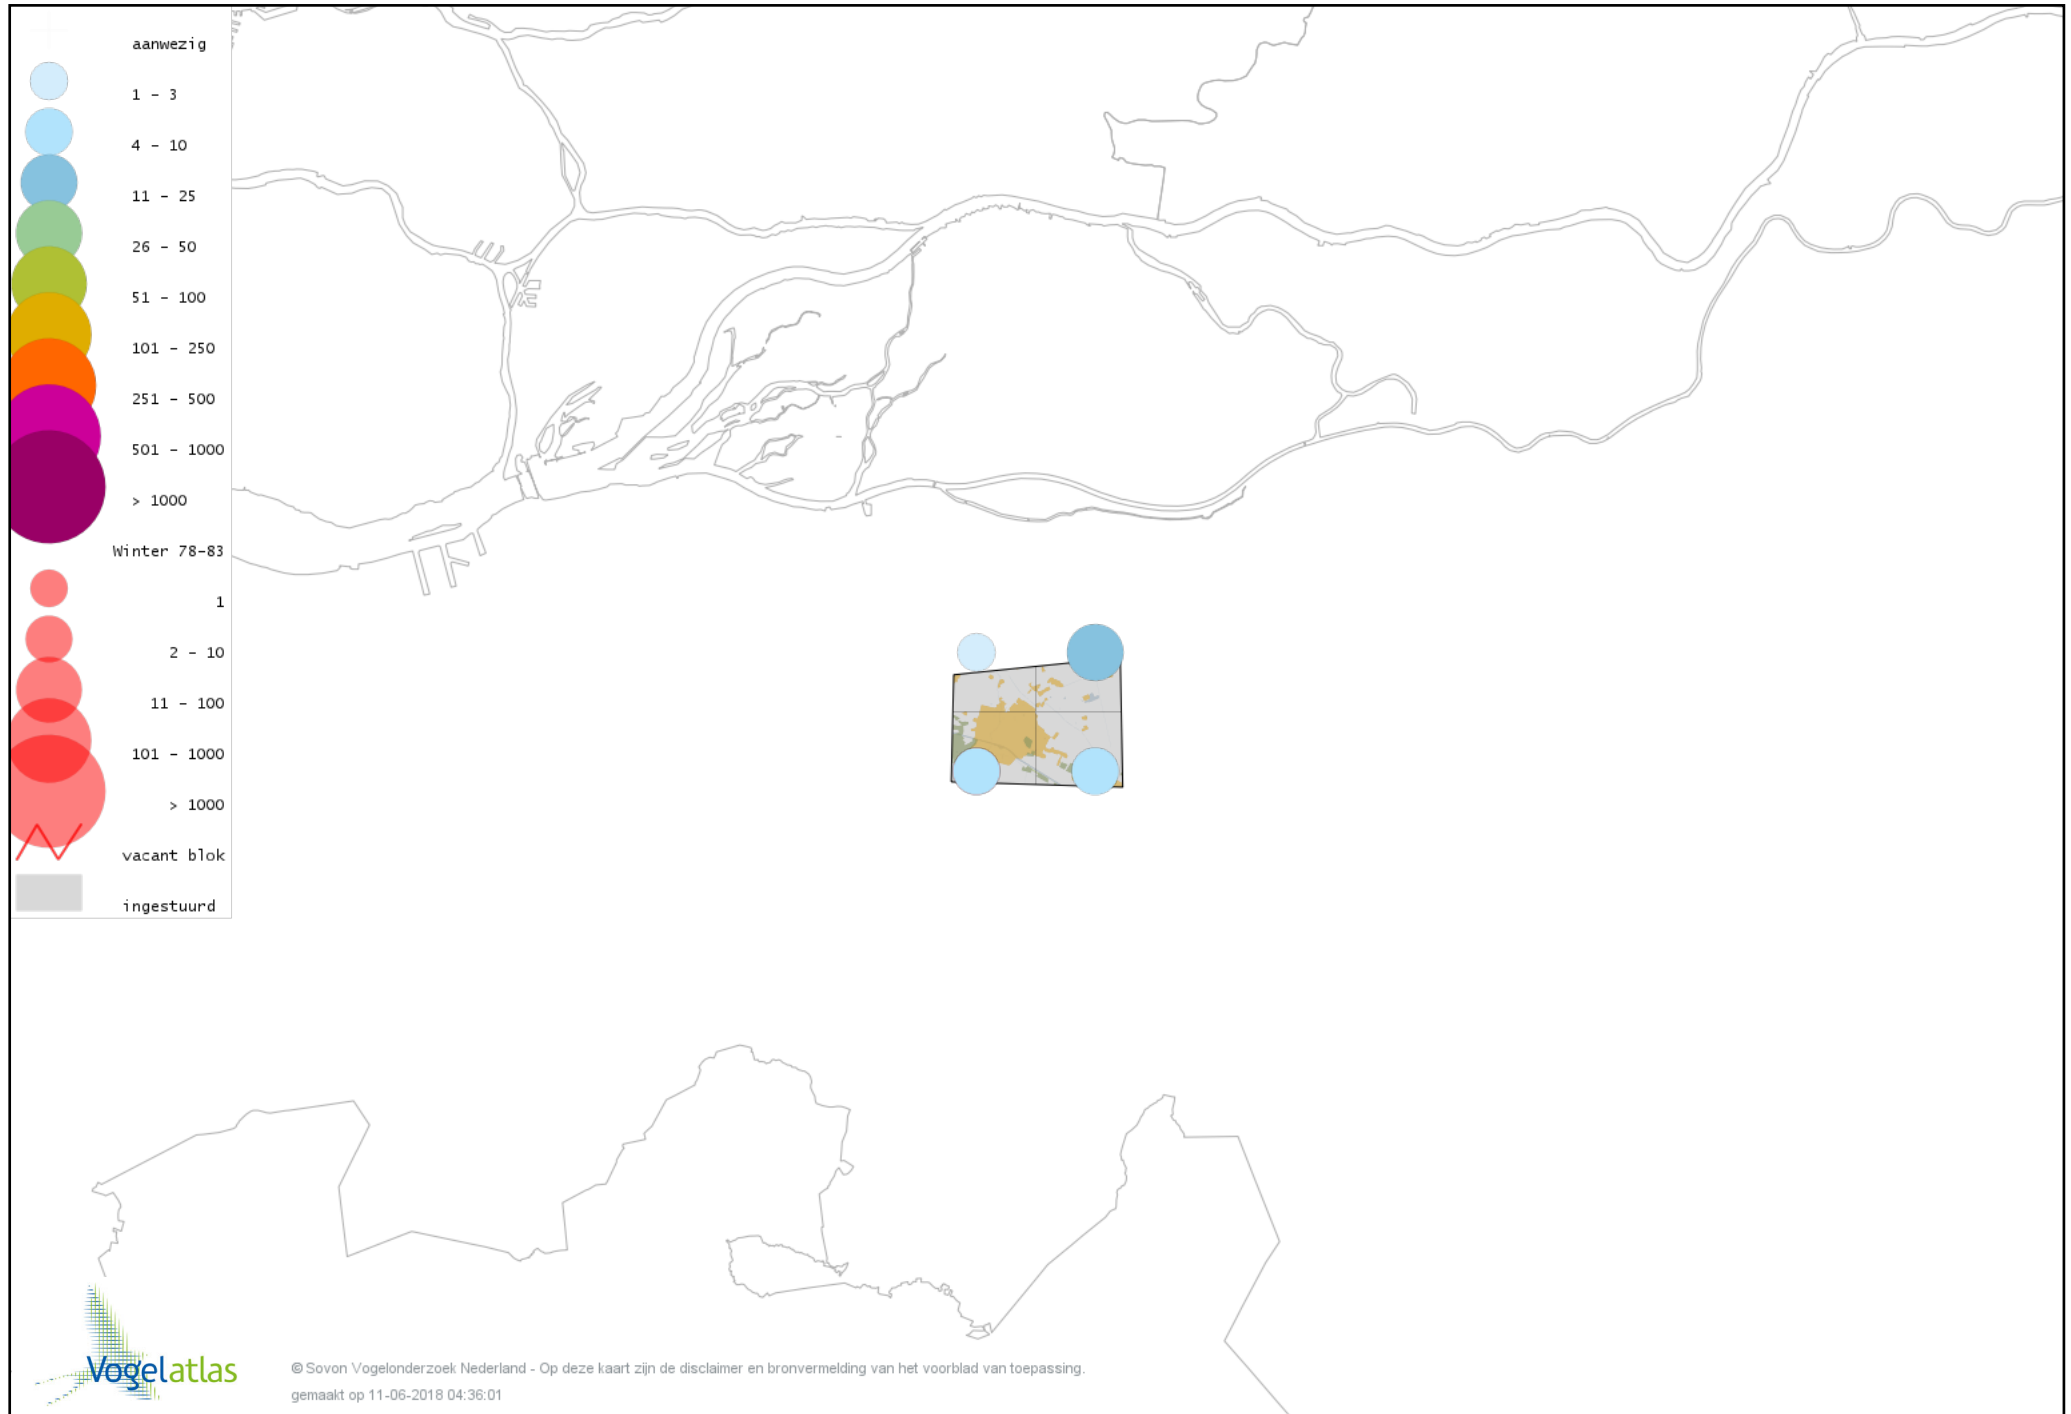 aanwezig
1 - 3
4 - 10
11 - 25
26 - 50
51 - 100
101 - 250
251 - 500
501 - 1000
> 1000
Winter 78-83
1
2 - 10
11 - 100
101 - 1000
> 1000
vacant blok
ingestuurd
Vogelatlas
© Sovon Vogelonderzoek Nederland - Op deze kaart zijn de disclaimer en bronvermelding van het voorblad van toepassing.
gemaakt op 11-06-2018 04:36:01